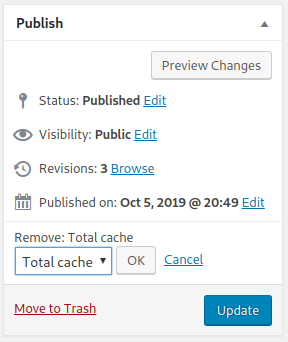 Publish
Preview Changes
Status: Published Edit
Visibility: Public Edit
Revisions: 3 Browse
Published on: Oct 5, 2019 @ 20:49 Edit
Remove: Total cache
Total cache OK Cancel
Move to Trash Update